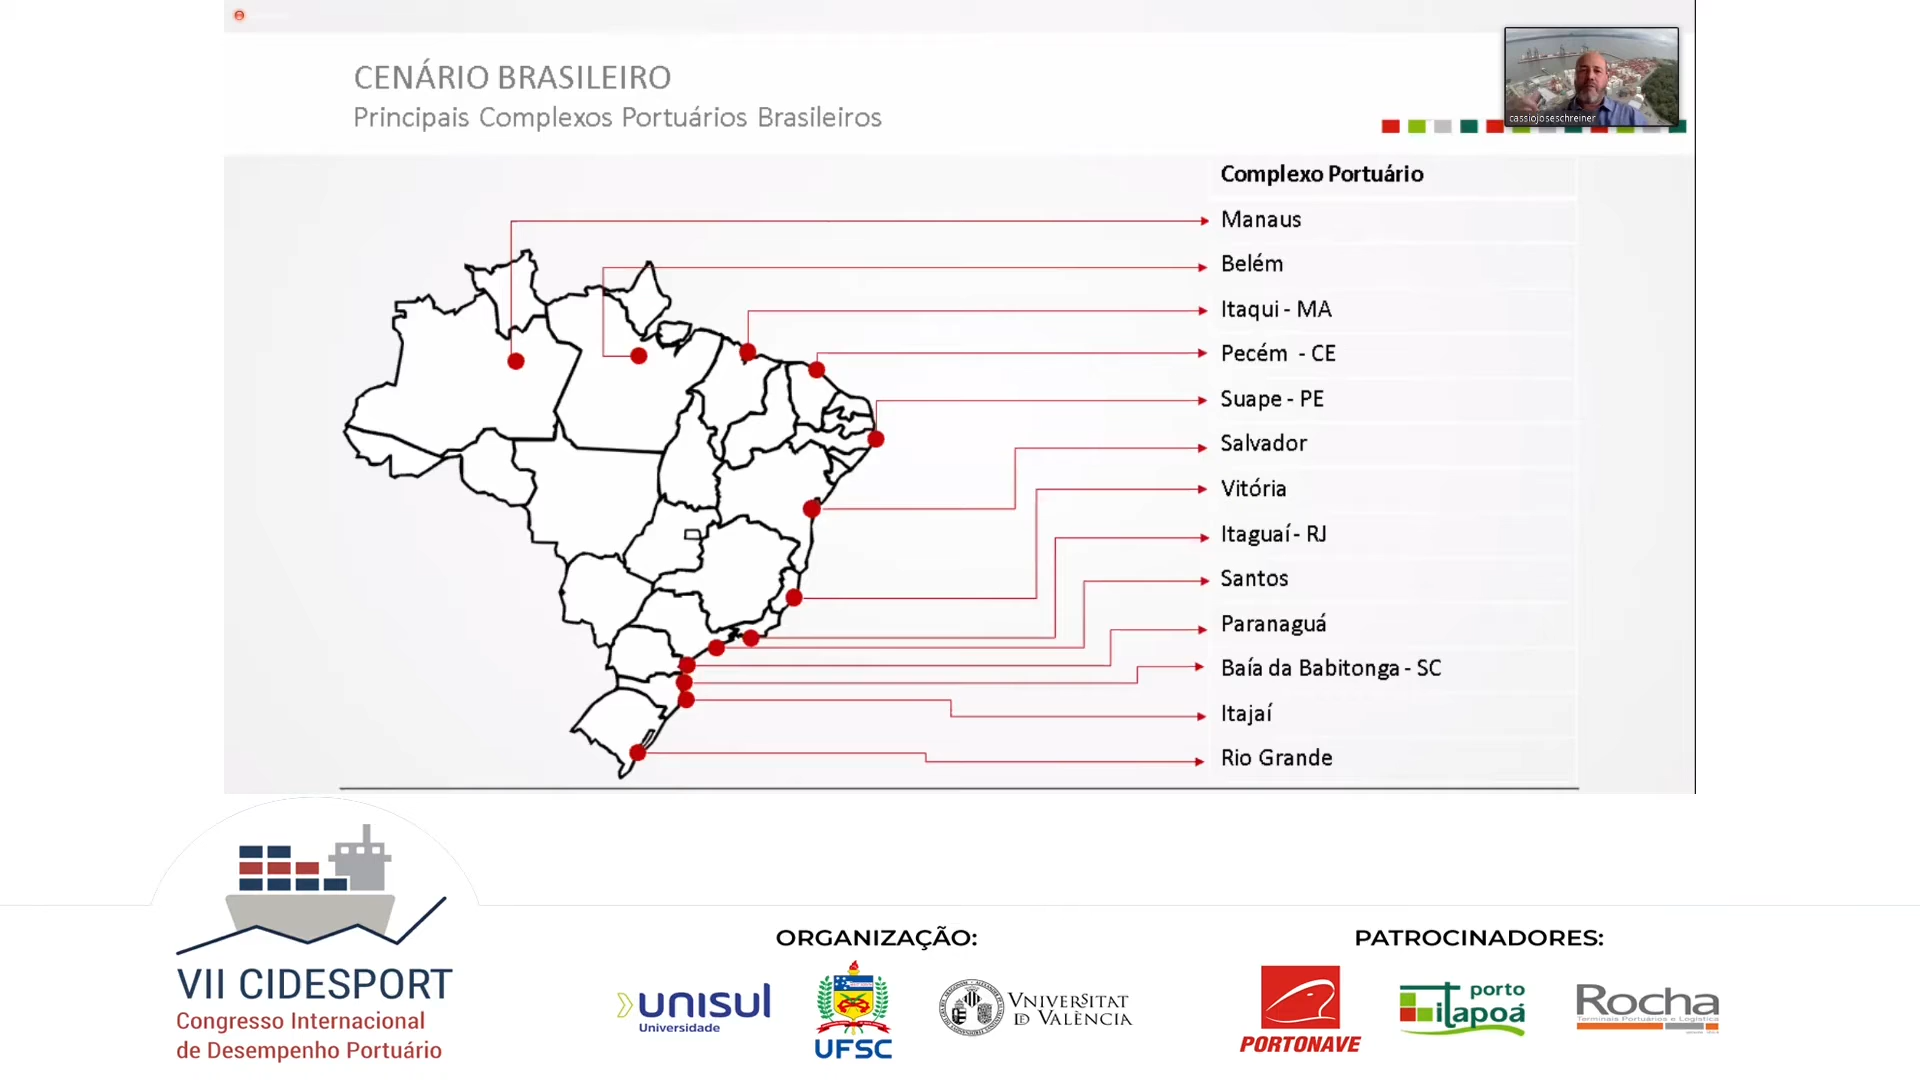 CENÁRIO BRASILEIRO
Principais Complexos Portuários Brasileiros
cassiojoseschreiner
Complexo Portuário
Manaus
Belém
Itaqui - MA
Pecém - CE
Suape - PE
Salvador
Vitória
Itaguaí - RJ
Santos
Paranaguá
Baía da Babitonga - SC
Itajaí
Rio Grande
VII CIDESPORT
Congresso Internacional
de Desempenho Portuário
ORGANIZAÇÃO:
UNISUL
Universidade
UFSC
VNIVERSITAT
DE VALÈNCIA
PATROCINADORES:
PORTONAVE
porto
itapoá
Rocha
Terminais Portuários e Logística